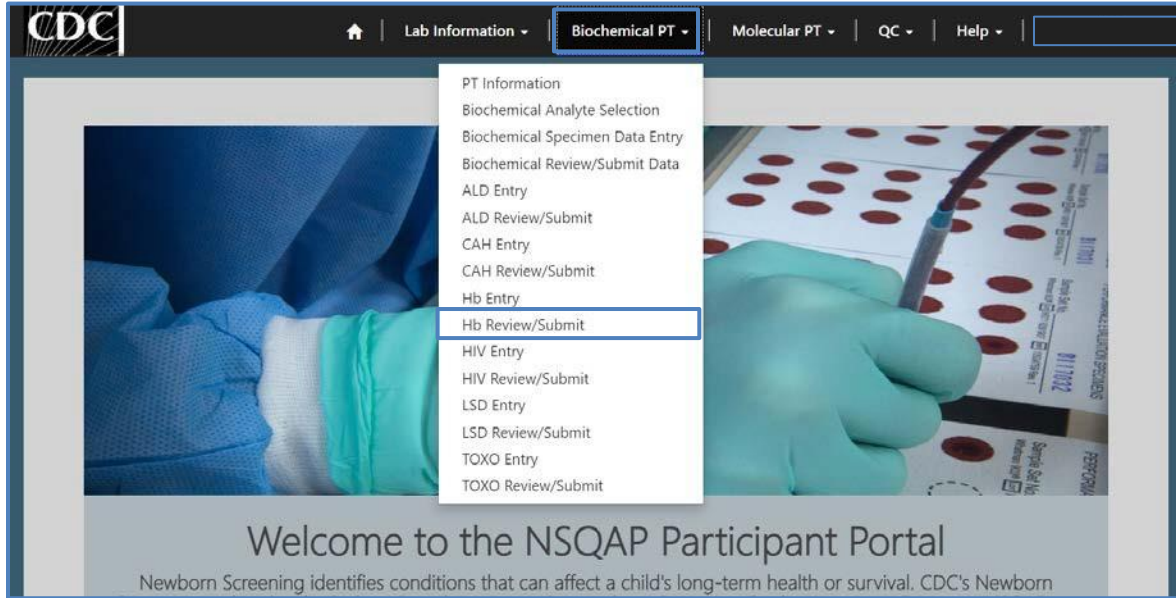 CDC
Lab Information
Biochemical PT
Molecular PT
QC
Help
PT Information
Biochemical Analyte Selection
Biochemical Specimen Data Entry
Biochemical Review/Submit Data
ALD Entry
ALD Review/Submit
CAH Entry
CAH Review/Submit
Hb Entry
Hb Review/Submit
HIV Entry
HIV Review/Submit
LSD Entry
LSD Review/Submit
TOXO Entry
TOXO Review/Submit
8117031
8117032
Welcome to the NSQAP Participant Portal
Newborn Screening identifies conditions that can affect a child's long-term health or survival. CDC's Newborn